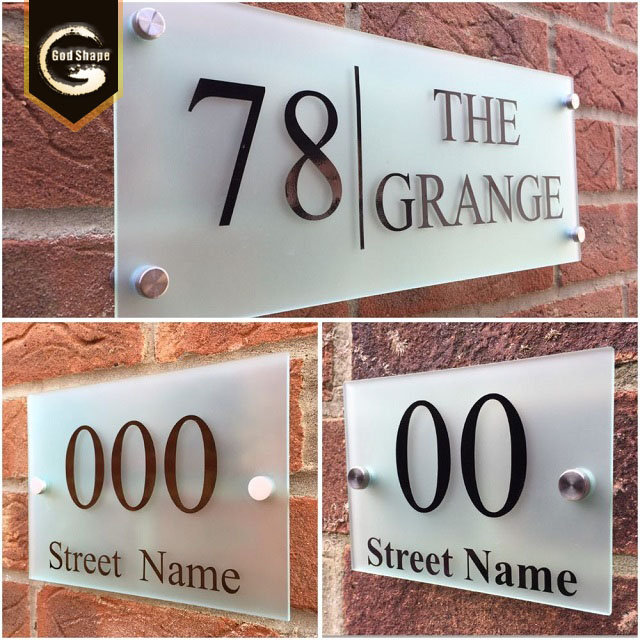 God Shape
78
THE
GRANGE
000
Street Name
00
Street Name